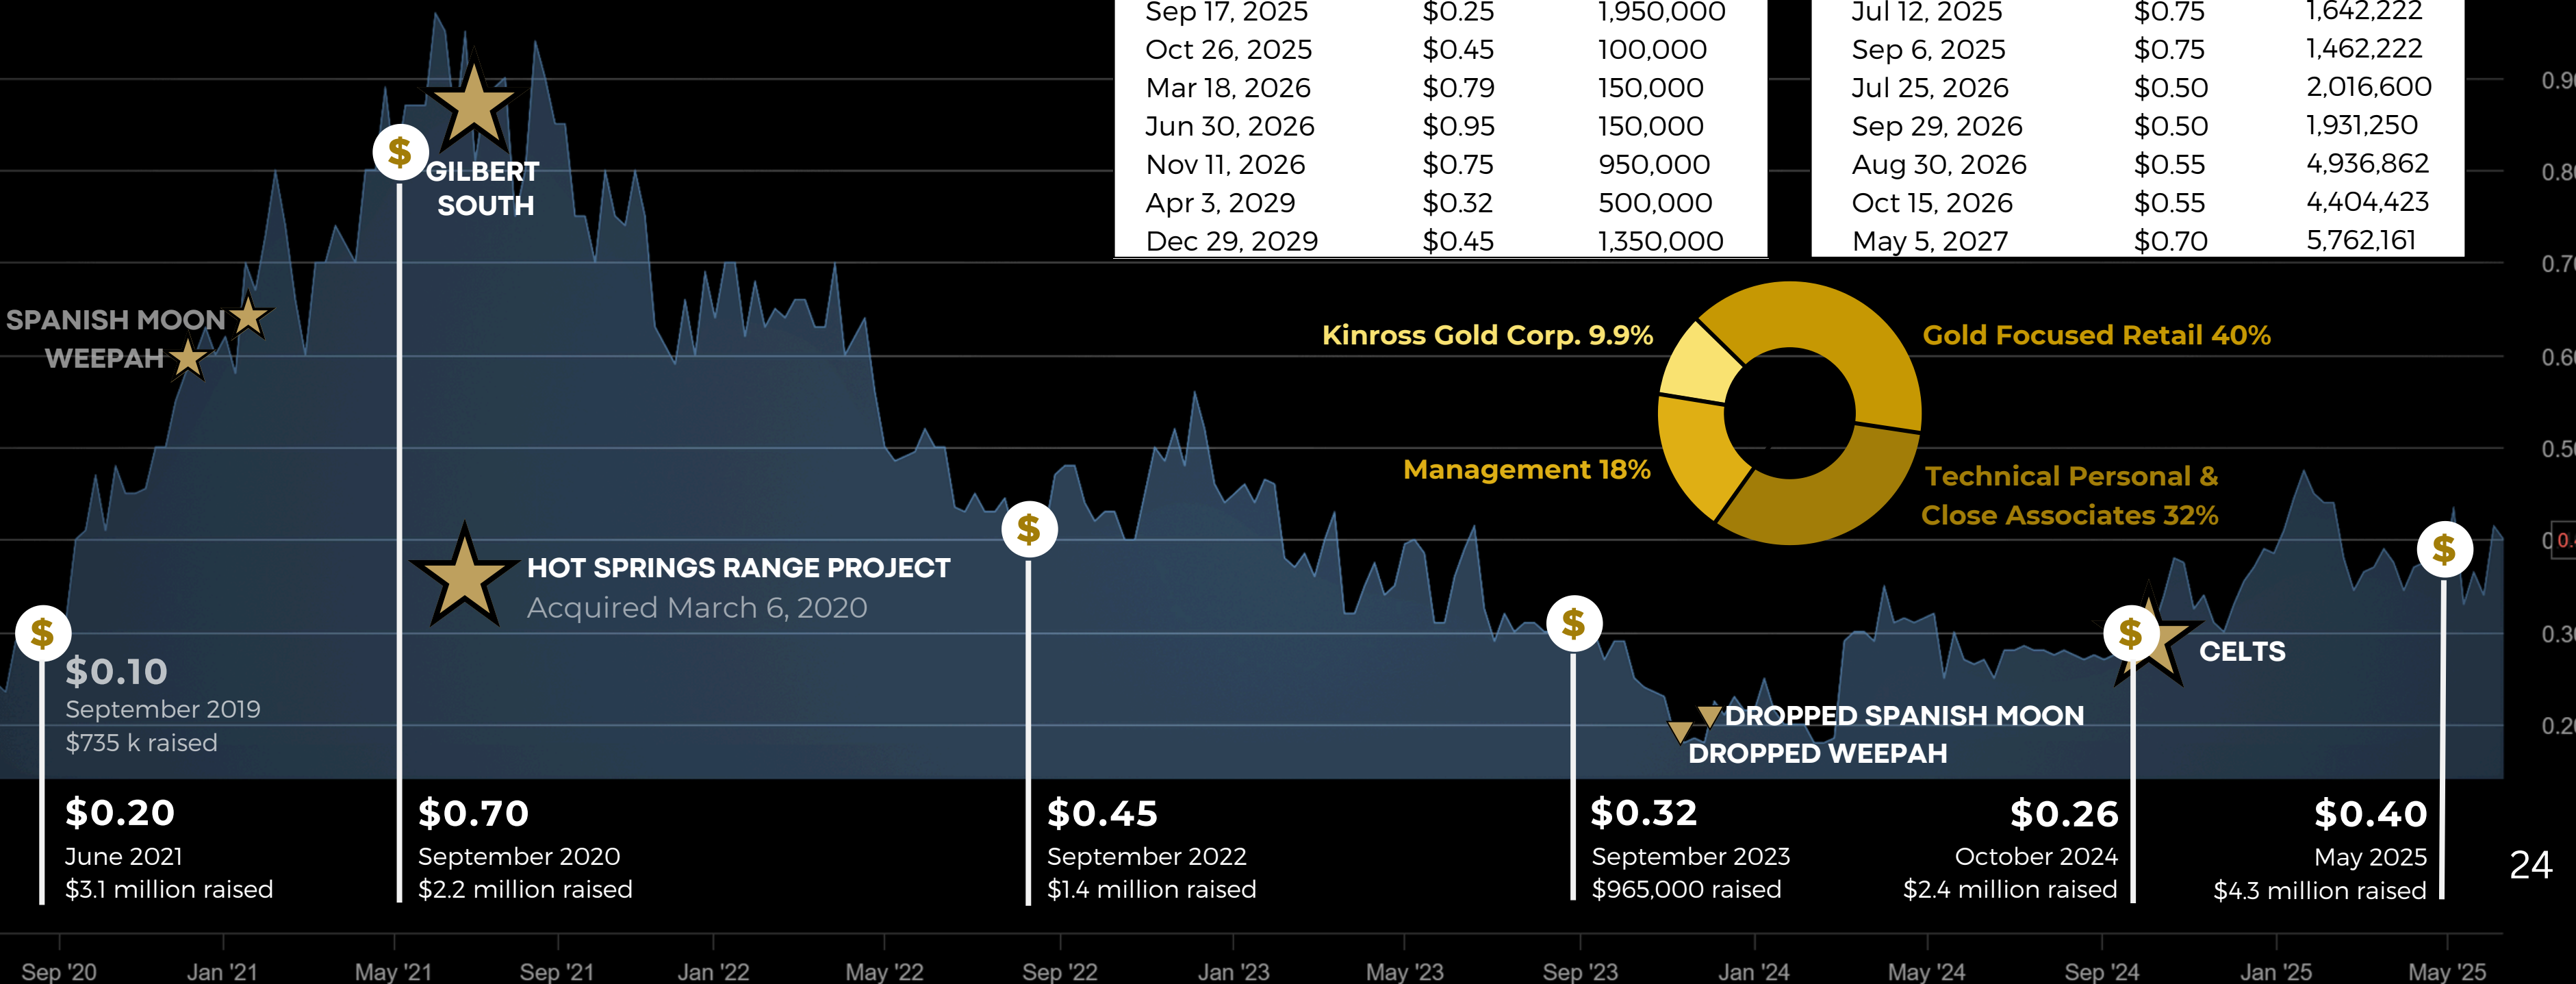 Sep 17, 2025 $0.25 1,950,000
Oct 26, 2025 $0.45 100,000
Mar 18, 2026 $0.79 150,000
Jun 30, 2026 $0.95 150,000
Nov 11, 2026 $0.75 950,000
Apr 3, 2029 $0.32 500,000
Dec 29, 2029 $0.45 1,350,000
Jul 12, 2025 $0.75 1,642,222
Sep 6, 2025 $0.75 1,462,222
Jul 25, 2026 $0.50 2,016,600
Sep 29, 2026 $0.50 1,931,250
Aug 30, 2026 $0.55 4,936,862
Oct 15, 2026 $0.55 4,404,423
May 5, 2027 $0.70 5,762,161
GILBERT
SOUTH
SPANISH MOON
WEEPAH
Kinross Gold Corp. 9.9%
Gold Focused Retail 40%
Management 18%
Technical Personal &
Close Associates 32%
HOT SPRINGS RANGE PROJECT
Acquired March 6, 2020
CELTS
DROPPED SPANISH MOON
DROPPED WEEPAH
$
$
$
$
$
$
$0.10
September 2019
$735 k raised
$0.20
June 2021
$3.1 million raised
$0.70
September 2020
$2.2 million raised
$0.45
September 2022
$1.4 million raised
$0.32
September 2023
$965,000 raised
$0.26
October 2024
$2.4 million raised
$0.40
May 2025
$4.3 million raised
24
Sep '20 Jan '21 May '21 Sep '21 Jan '22 May '22 Sep '22 Jan '23 May '23 Sep '23 Jan '24 May '24 Sep '24 Jan '25 May '25